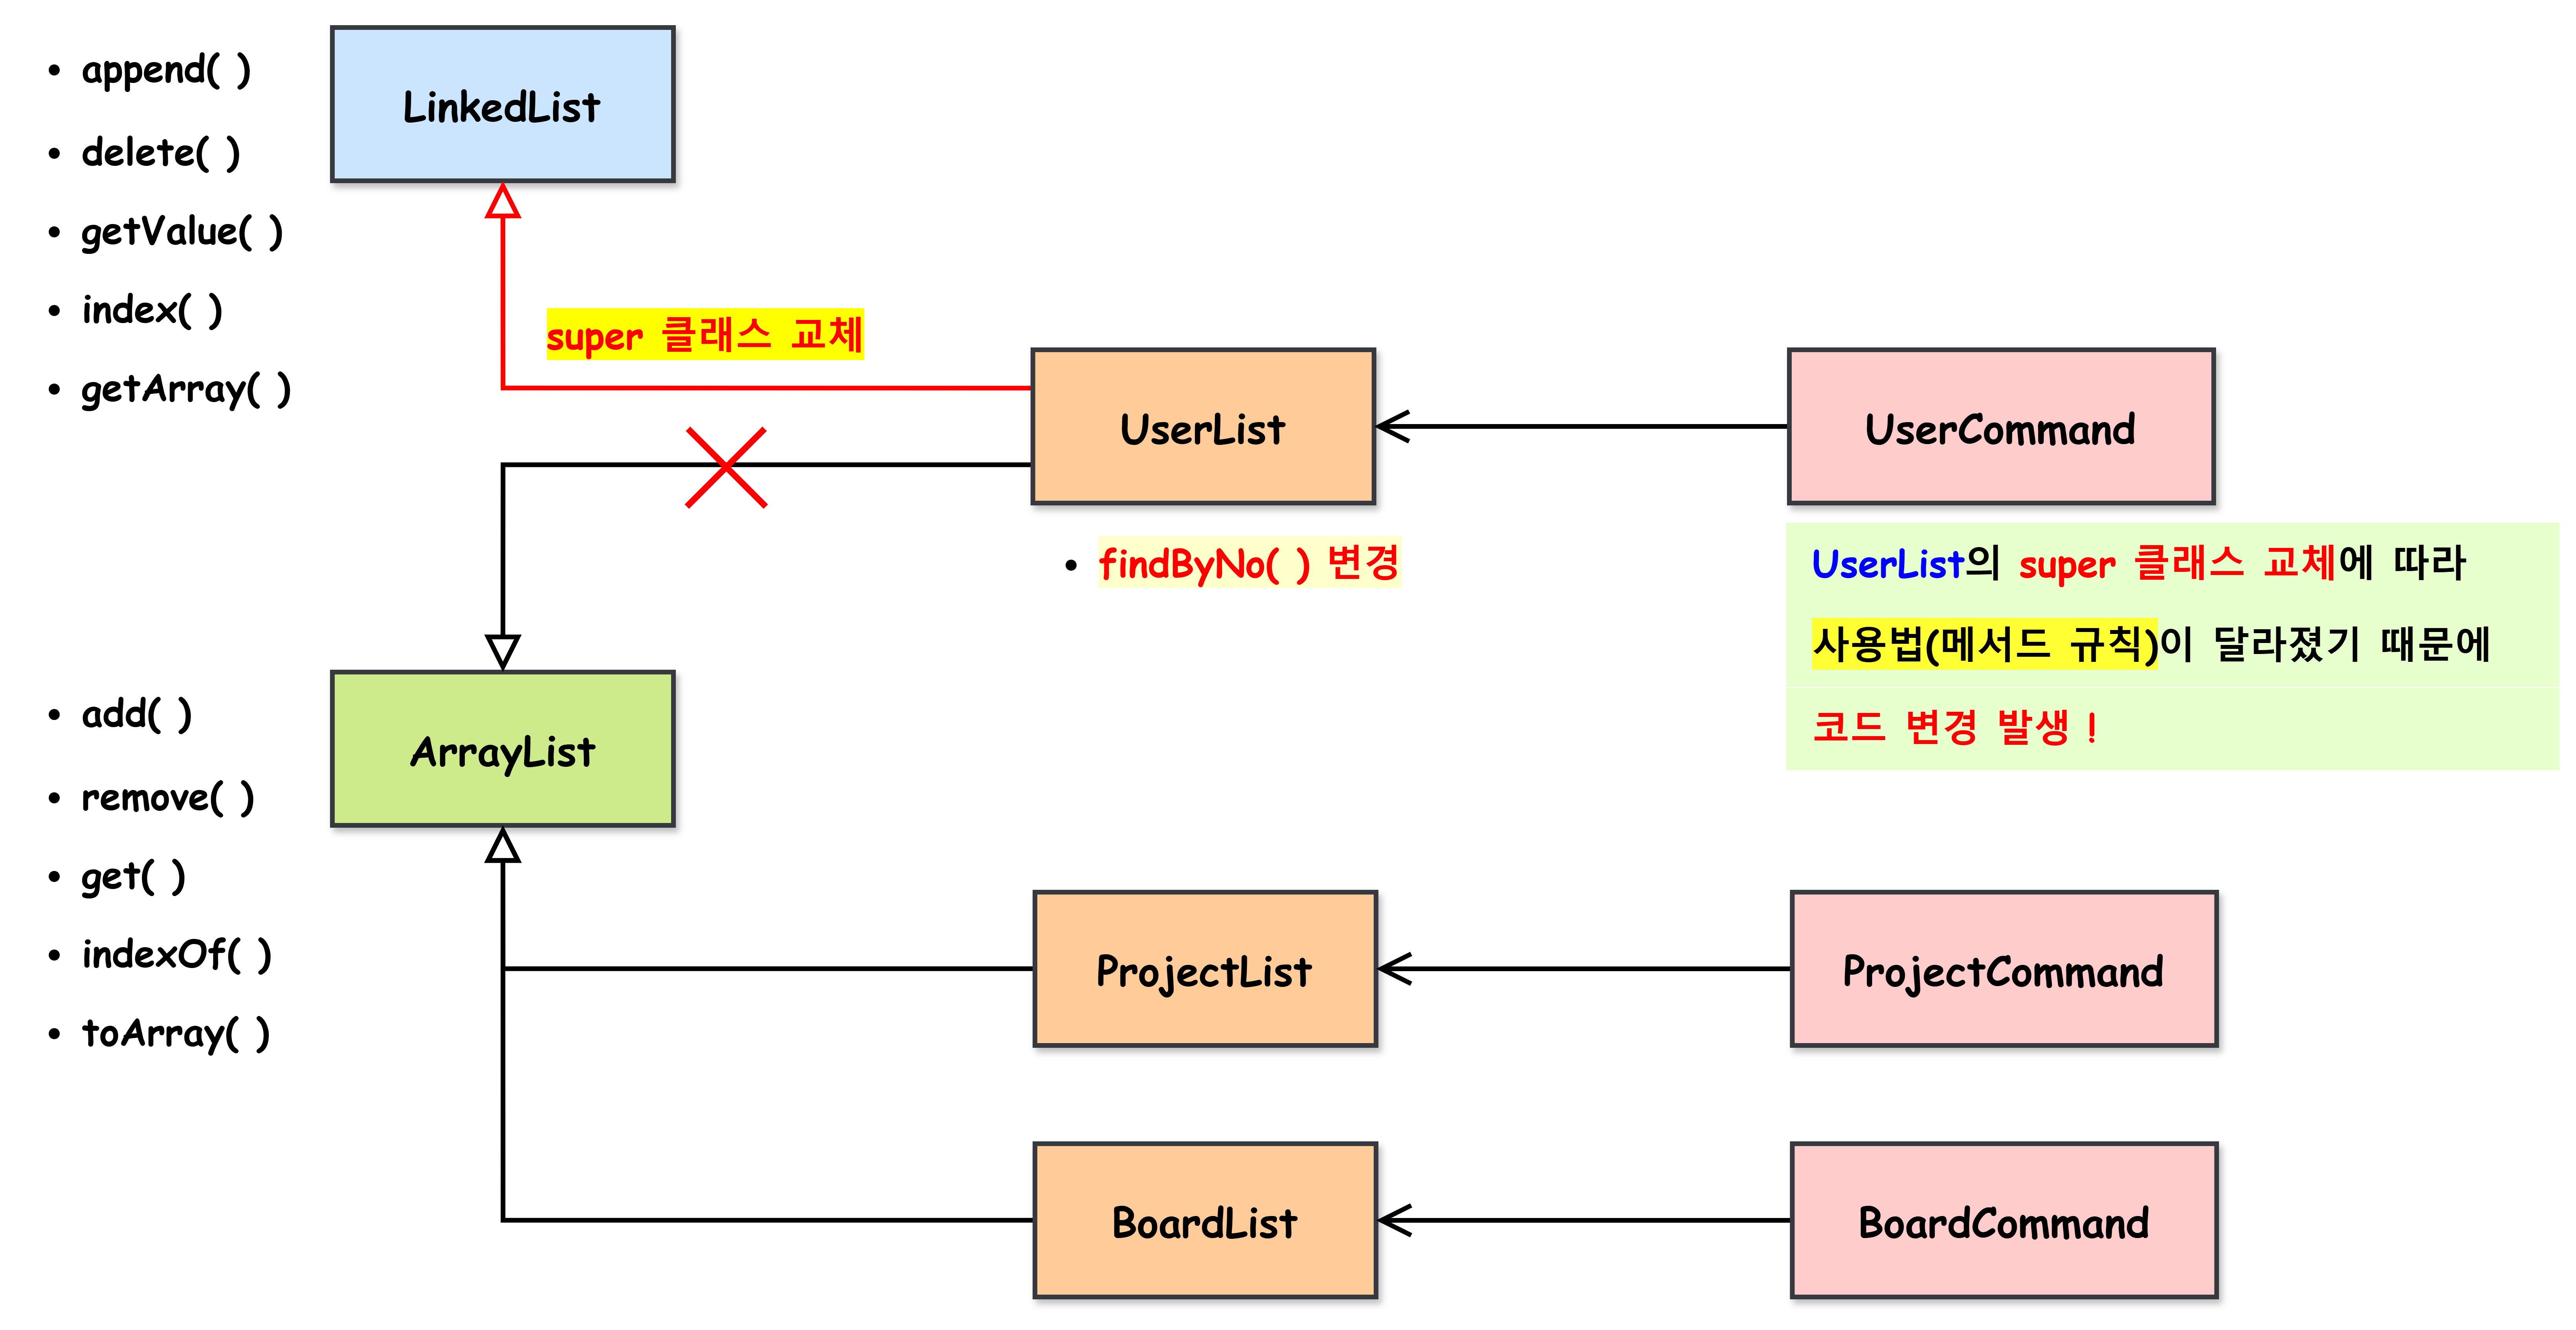 • append( )
• delete( )
• getValue( )
• index( )
• getArray( )
LinkedList
super 클래스 교체
UserList
UserCommand
• findByNo( ) 변경
UserList의 super 클래스 교체에 따라
사용법(메서드 규칙)이 달라졌기 때문에
코드 변경 발생 !
• add( )
• remove( )
• get( )
• indexOf( )
• toArray( )
ArrayList
ProjectList
ProjectCommand
BoardList
BoardCommand